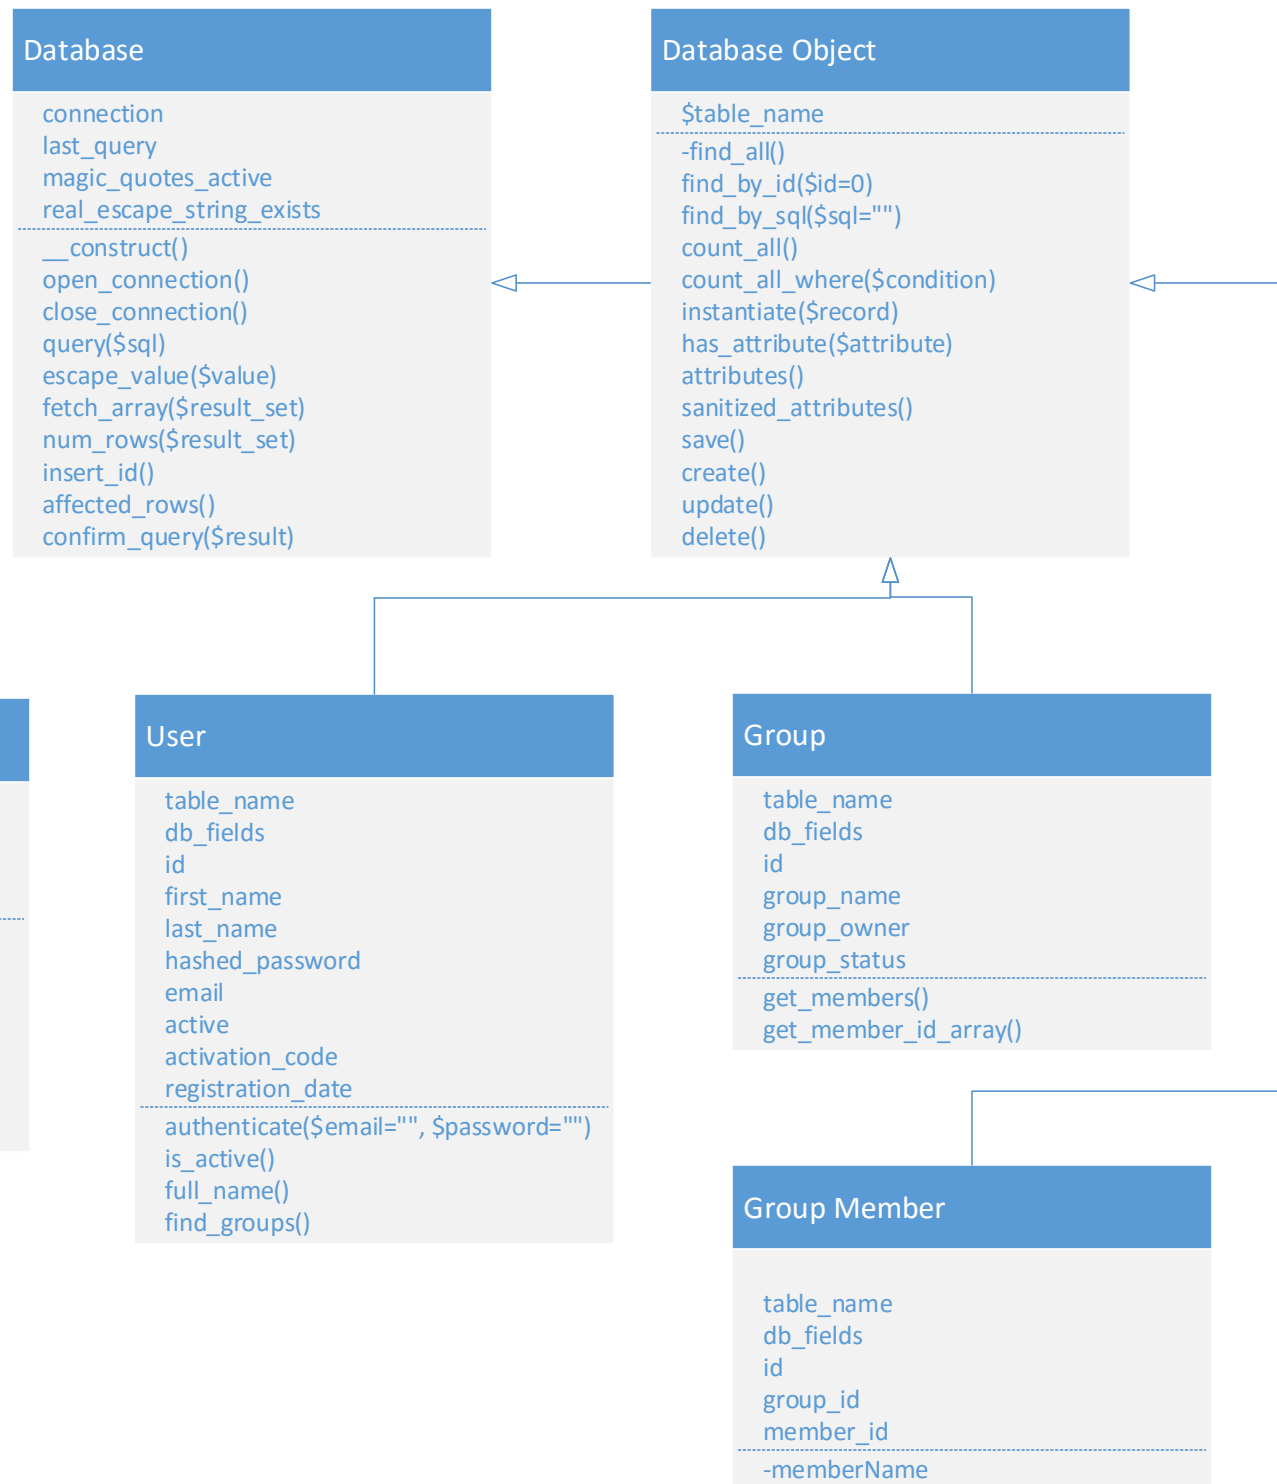 Database
connection
last_query
magic_quotes_active
real_escape_string_exists
__construct()
open_connection()
close_connection()
query($sql)
escape_value($value)
fetch_array($result_set)
num_rows($result_set)
insert_id()
affected_rows()
confirm_query($result)
Database Object
$table_name
-find_all()
find_by_id($id=0)
find_by_sql($sql="")
count_all()
count_all_where($condition)
instantiate($record)
has_attribute($attribute)
attributes()
sanitized_attributes()
save()
create()
update()
delete()
User
table_name
db_fields
id
first_name
last_name
hashed_password
email
active
activation_code
registration_date
authenticate($email="", $password="")
is_active()
full_name()
find_groups()
Group
table_name
db_fields
id
group_name
group_owner
group_status
get_members()
get_member_id_array()
Group Member
table_name
db_fields
id
group_id
member_id
-memberName